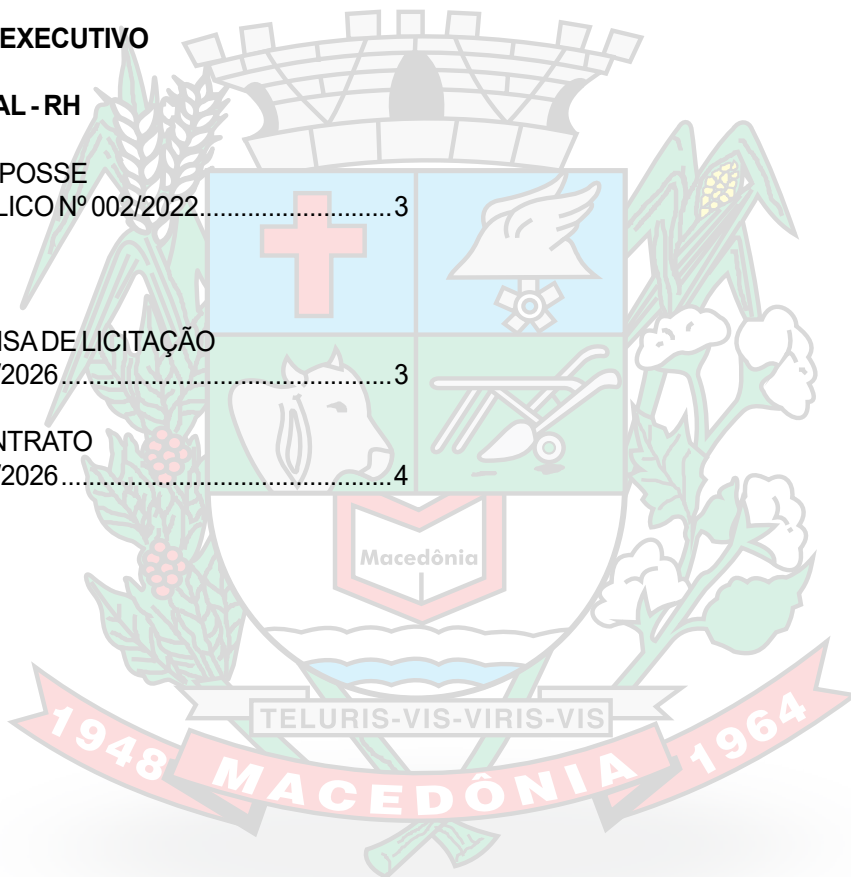 EXECUTIVO
AL - RH
POSSE
LICO Nº 002/2022...................................3
ISA DE LICITAÇÃO
/2026.............................................................3
NTRATO
/2026.............................................................4
Macedônia
TELURIS-VIS-VIRIS-VIS
1948 MACEDÔNIA 1964